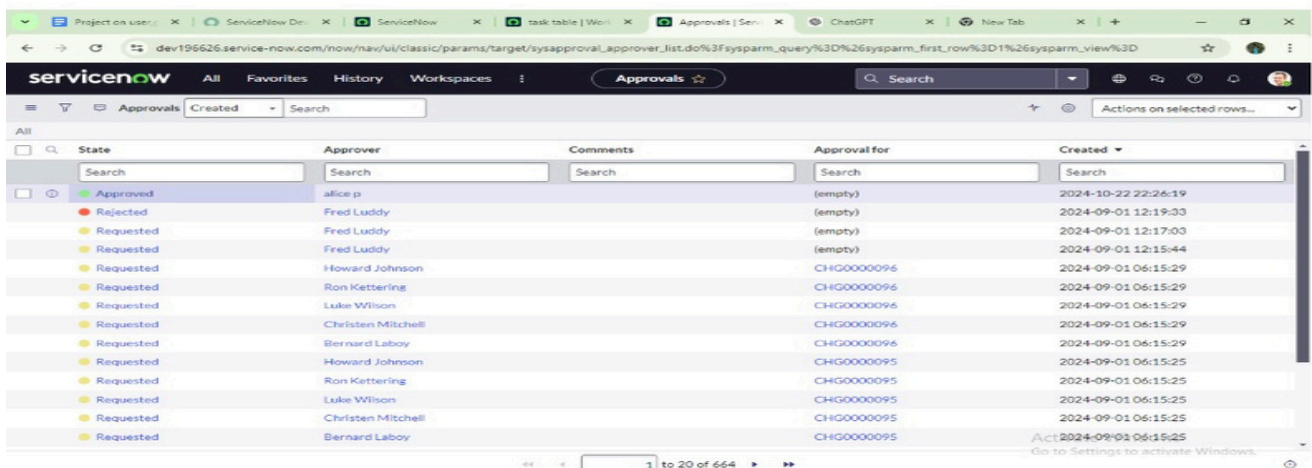 Project on user, g ServiceNow Dev ServiceNow task table | Work Approvals | Serv ChatGPT New Tab
dev196626.service-now.com/now/nav/ui/classic/params/target/sysapproval_approver_list.do%3Fsysparm_query%3D%26sysparm_first_row%3D1%26sysparm_view%3D
servicenow All Favorites History Workspaces Approvals Search
Approvals Created Search Actions on selected rows...
All
State Approver Comments Approval for Created
Search Search Search Search Search
Approved alice p (empty) 2024-10-22 22:26:19
Rejected Fred Luddy (empty) 2024-09-01 12:19:33
Requested Fred Luddy (empty) 2024-09-01 12:17:03
Requested Fred Luddy (empty) 2024-09-01 12:15:44
Requested Howard Johnson CHG0000096 2024-09-01 06:15:29
Requested Ron Kettering CHG0000096 2024-09-01 06:15:29
Requested Luke Wilson CHG0000096 2024-09-01 06:15:29
Requested Christen Mitchell CHG0000096 2024-09-01 06:15:29
Requested Bernard Laboy CHG0000096 2024-09-01 06:15:29
Requested Howard Johnson CHG0000095 2024-09-01 06:15:25
Requested Ron Kettering CHG0000095 2024-09-01 06:15:25
Requested Luke Wilson CHG0000095 2024-09-01 06:15:25
Requested Christen Mitchell CHG0000095 2024-09-01 06:15:25
Requested Bernard Laboy CHG0000095 2024-09-01 06:15:25
Go to Settings to activate Windows.
1 to 20 of 664